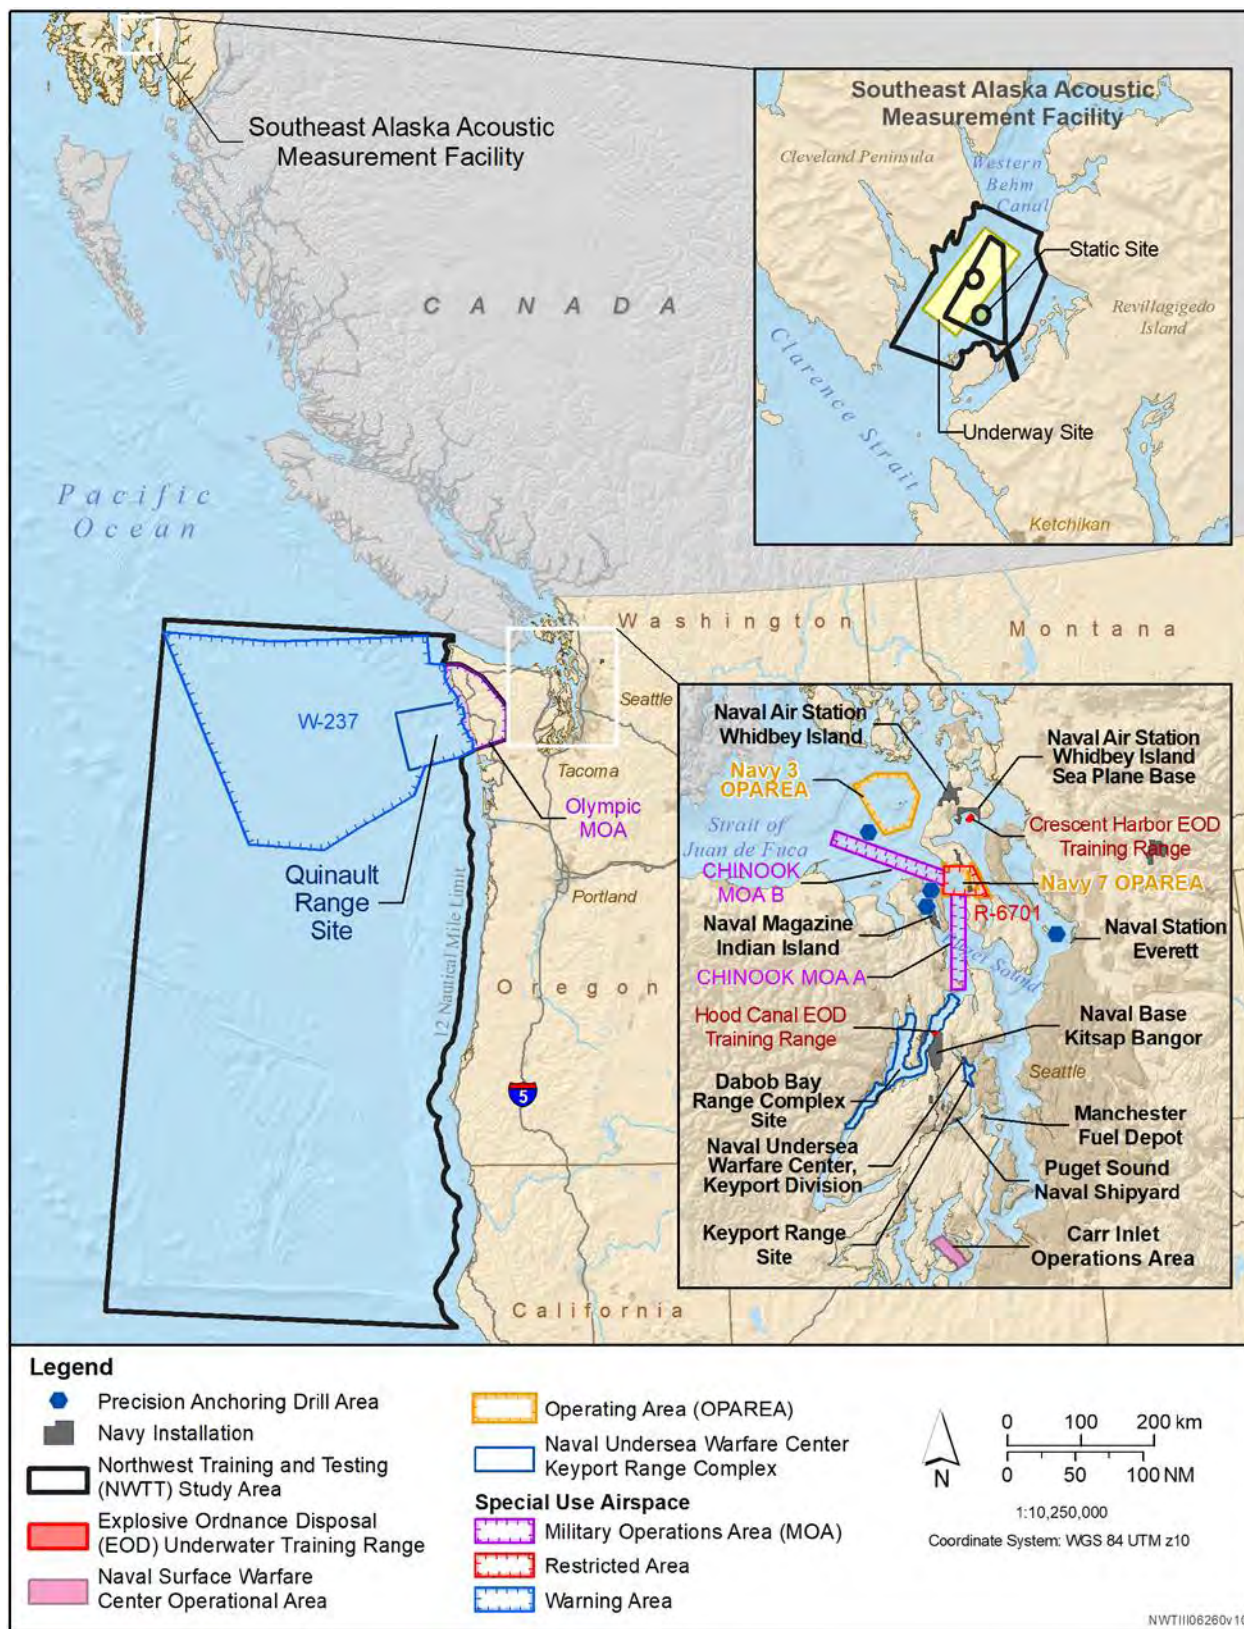 Southeast Alaska Acoustic
Measurement Facility
Southeast Alaska Acoustic
Measurement Facility
Cleveland Peninsula
Western
Behm
Canal
Static Site
Revillagigedo
Island
Clarence Strait
Underway Site
Ketchikan
CANADA
Pacific
Ocean
Washington
Montana
W-237
Seattle
Tacoma
Olympic
MOA
Quinault
Range
Site
Portland
12 Nautical Mile Limit
Oregon
5
California
Naval Air Station
Whidbey Island
Naval Air Station
Whidbey Island
Sea Plane Base
Navy 3
OPAREA
Strait of
Juan de Fuca
Crescent Harbor EOD
Training Range
CHINOOK
MOA B
Navy 7 OPAREA
R-6701
Naval Magazine
Indian Island
Naval Station
Everett
Puget Sound
CHINOOK MOA A
Hood Canal EOD
Training Range
Naval Base
Kitsap Bangor
Seattle
Dabob Bay
Range Complex
Site
Manchester
Fuel Depot
Naval Undersea
Warfare Center,
Keyport Division
Puget Sound
Naval Shipyard
Keyport Range
Site
Carr Inlet
Operations Area
Legend
Precision Anchoring Drill Area
Navy Installation
Northwest Training and Testing
(NWTT) Study Area
Explosive Ordnance Disposal
(EOD) Underwater Training Range
Naval Surface Warfare
Center Operational Area
Operating Area (OPAREA)
Naval Undersea Warfare Center
Keyport Range Complex
Special Use Airspace
Military Operations Area (MOA)
Restricted Area
Warning Area
N
0 100 200 km
0 50 100 NM
1:10,250,000
Coordinate System: WGS 84 UTM z10
NWTIII06260v10